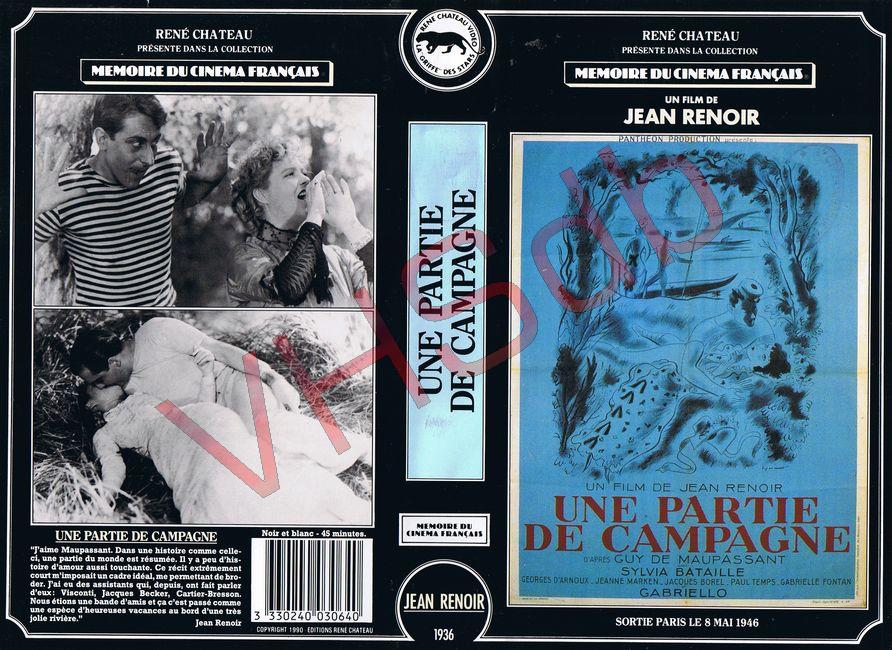 RENÉ CHATEAU
PRÉSENTE DANS LA COLLECTION
MEMOIRE DU CINEMA FRANÇAIS
UNE PARTIE DE CAMPAGNE
"J'aime Maupassant. Dans une histoire comme celle-
ci, une partie du monde est résumée. Il y a peu d'his-
toire d'amour aussi touchante. Ce récit extrêmement
court m'imposait un cadre idéal, me permettant de bro-
der. J'ai eu des assistants qui, depuis, ont fait parler
d'eux: Visconti, Jacques Becker, Cartier-Bresson.
Nous étions une bande d'amis et ça c'est passé comme
une espèce d'heureuses vacances au bord d'une très
jolie rivière."
Jean Renoir
Noir et blanc - 45 minutes.
3 330240 030640
COPYRIGHT 1990 - EDITIONS RENE CHATEAU
RENE CHATEAU VIDEO
LA GRIFFE DES STARS
UNE PARTIE
DE CAMPAGNE
MEMOIRE DU
CINEMA FRANÇAIS
JEAN RENOIR
1936
RENÉ CHATEAU
PRÉSENTE DANS LA COLLECTION
MEMOIRE DU CINEMA FRANÇAIS
UN FILM DE
JEAN RENOIR
PANTHEON PRODUCTION présente:
UN FILM DE JEAN RENOIR
UNE PARTIE
DE CAMPAGNE
D'APRÈS GUY DE MAUPASSANT
SYLVIA BATAILLE
GEORGES D'ARNOUX - JEANNE MARKEN - JACQUES BOREL - PAUL TEMPS - GABRIELLE FONTAN
GABRIELLO
SORTIE PARIS LE 8 MAI 1946
VHSdb